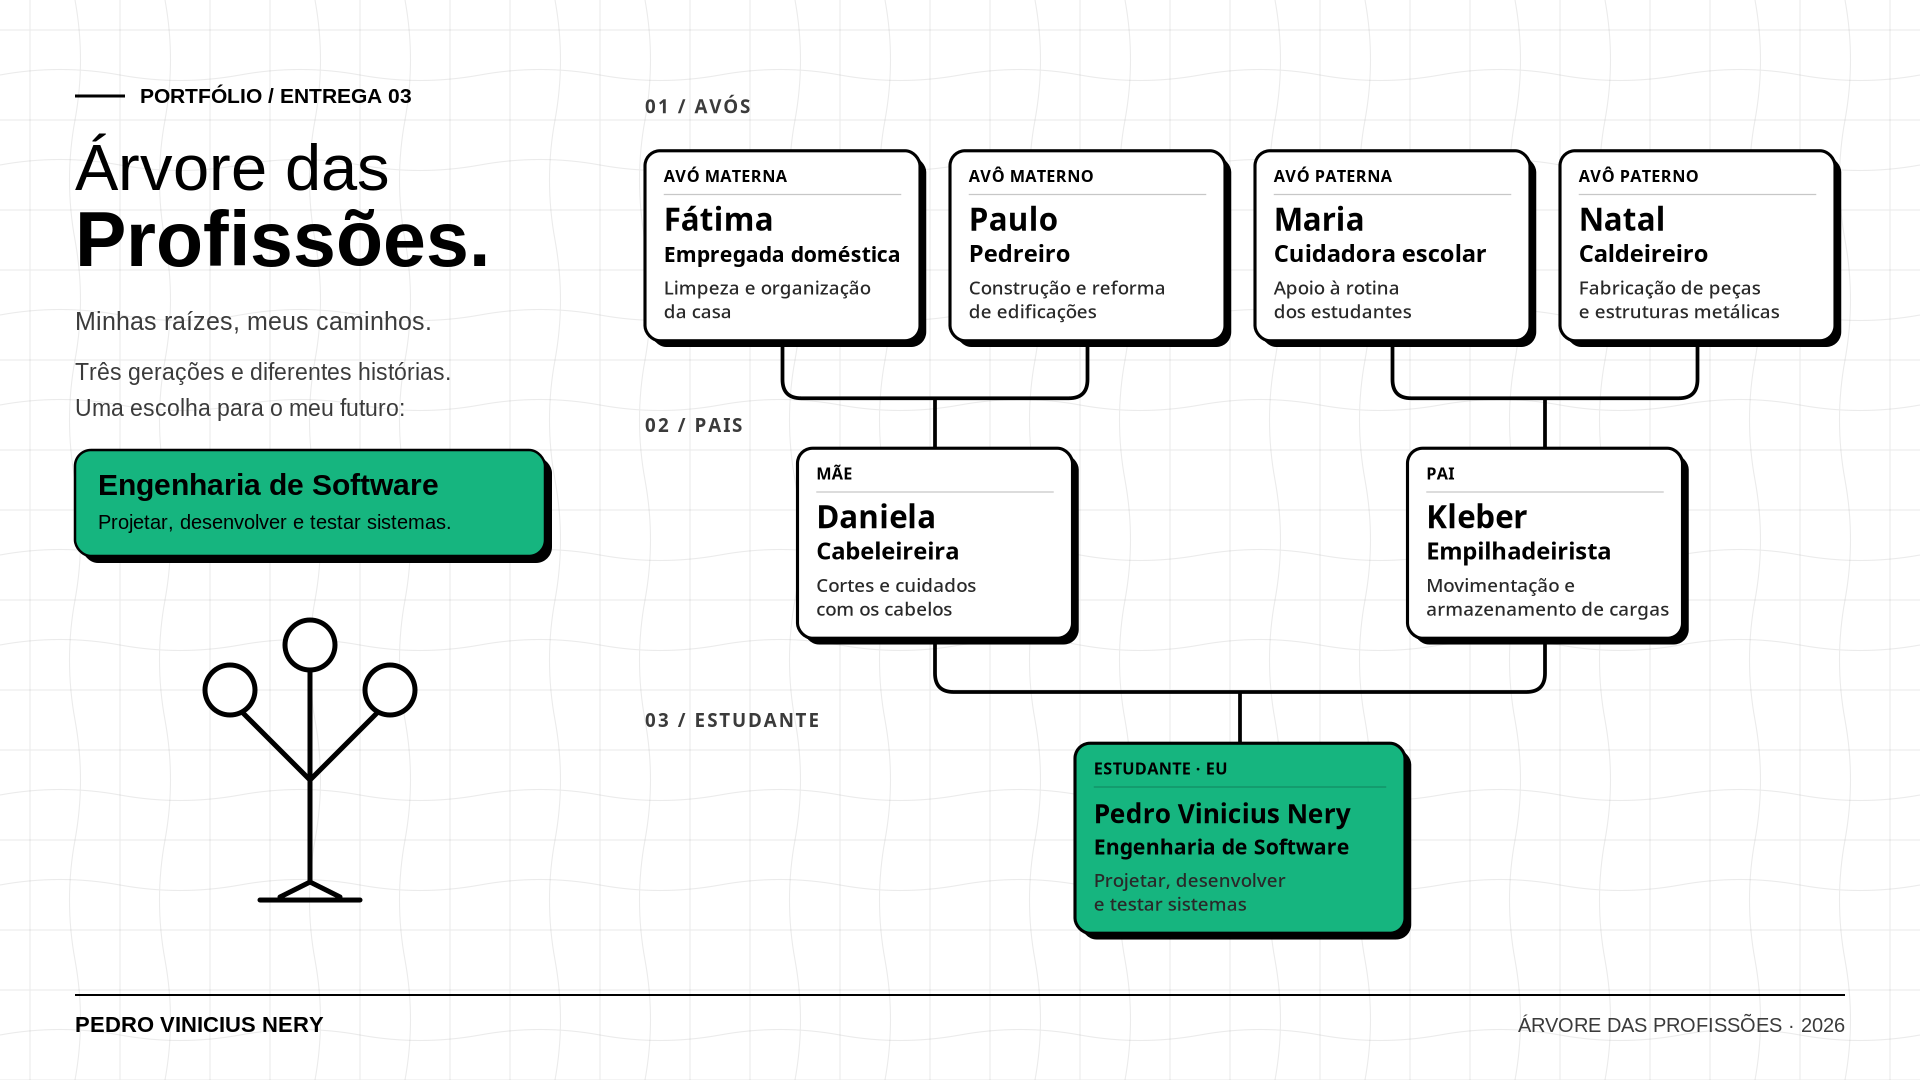 PORTFÓLIO / ENTREGA 03
Árvore das
Profissões.
Minhas raízes, meus caminhos.
Três gerações e diferentes histórias.
Uma escolha para o meu futuro:
Engenharia de Software
Projetar, desenvolver e testar sistemas.
01 / AVÓS
AVÓ MATERNA
Fátima
Empregada doméstica
Limpeza e organização
da casa
AVÔ MATERNO
Paulo
Pedreiro
Construção e reforma
de edificações
AVÓ PATERNA
Maria
Cuidadora escolar
Apoio à rotina
dos estudantes
AVÔ PATERNO
Natal
Caldeireiro
Fabricação de peças
e estruturas metálicas
02 / PAIS
MÃE
Daniela
Cabeleireira
Cortes e cuidados
com os cabelos
PAI
Kleber
Empilhadeirista
Movimentação e
armazenamento de cargas
03 / ESTUDANTE
ESTUDANTE · EU
Pedro Vinicius Nery
Engenharia de Software
Projetar, desenvolver
e testar sistemas
PEDRO VINICIUS NERY
ÁRVORE DAS PROFISSÕES · 2026